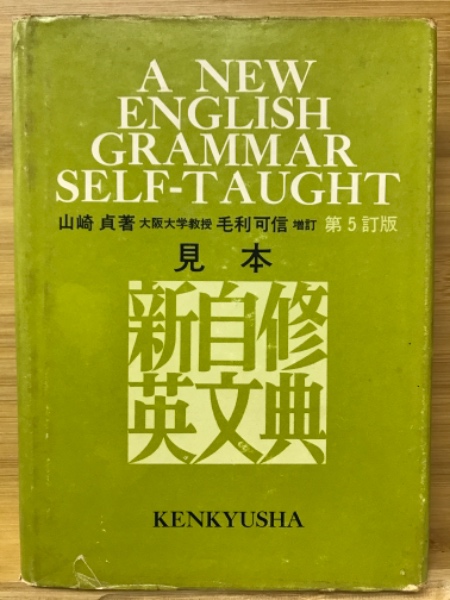 A NEW
ENGLISH
GRAMMAR
SELF-TAUGHT
山崎 貞著 大阪大学教授 毛利可信 増訂 第5訂版
見本
新自修
英文典
KENKYUSHA